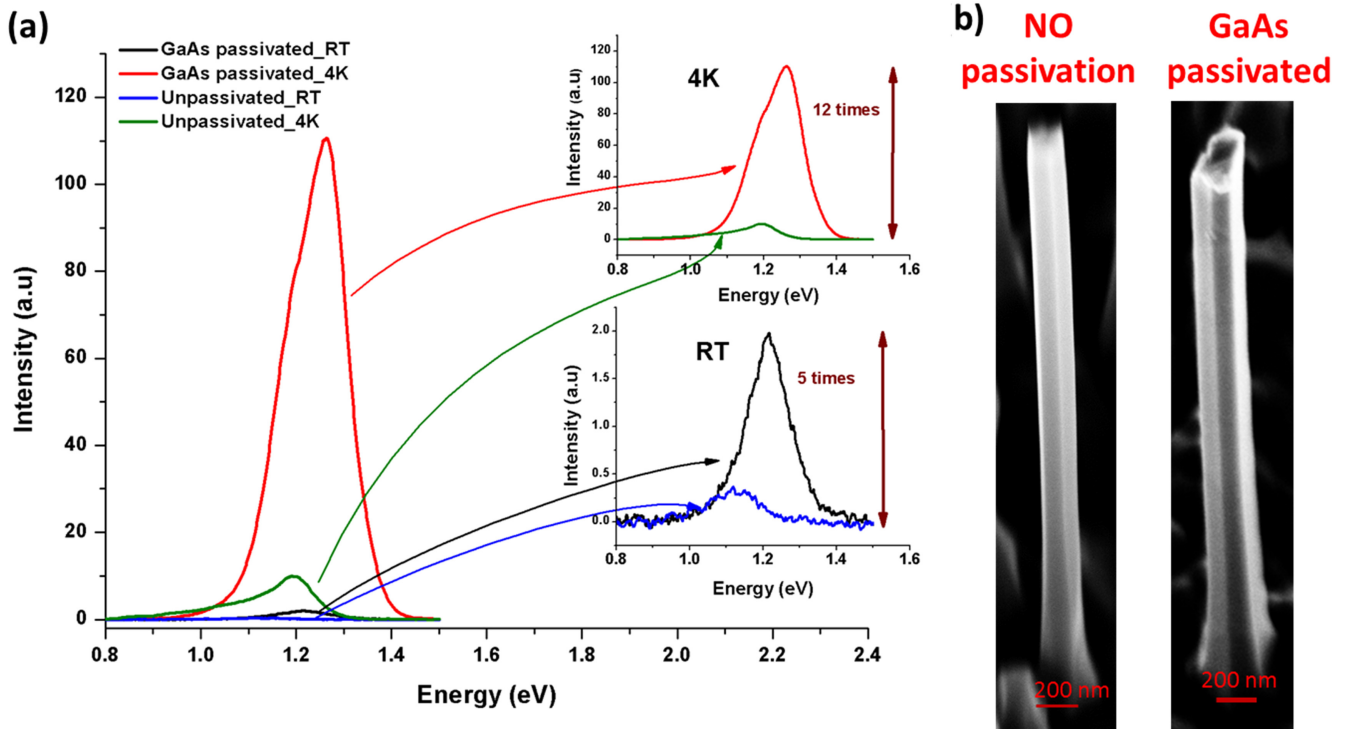 (a)
GaAs passivated_RT
GaAs passivated_4K
Unpassivated_RT
Unpassivated_4K
Intensity (a.u)
120
100
80
60
40
20
0
0.8
1.0
1.2
1.4
1.6
1.8
2.0
2.2
2.4
Energy (eV)
4K
12 times
Intensity (a.u)
120
100
80
60
40
20
0
0.8
1.0
1.2
1.4
1.6
Energy (eV)
RT
5 times
Intensity (a.u)
2.0
1.5
1.0
0.5
0.0
0.8
1.0
1.2
1.4
1.6
Energy (eV)
b)
NO
passivation
GaAs
passivated
200 nm
200 nm